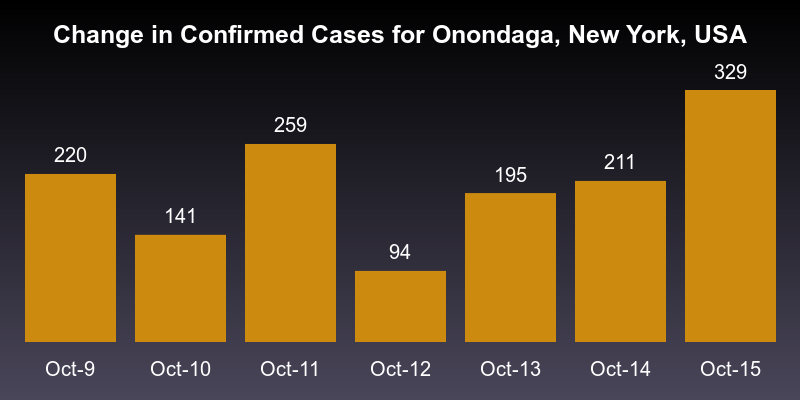 Change in Confirmed Cases for Onondaga, New York, USA
220
141
259
94
195
211
329
Oct-9
Oct-10
Oct-11
Oct-12
Oct-13
Oct-14
Oct-15